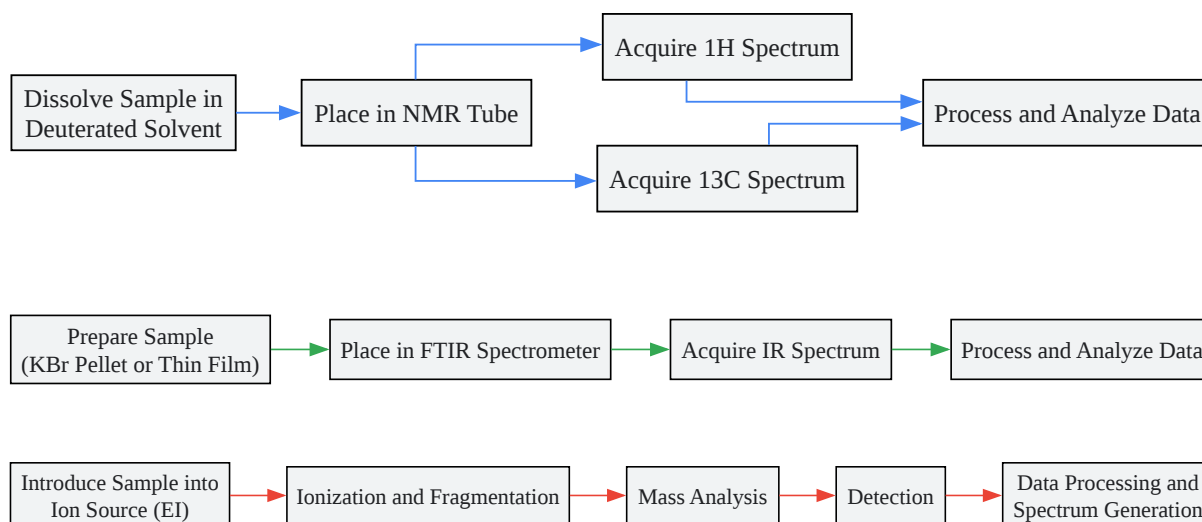 Dissolve Sample in
Deuterated Solvent
Place in NMR Tube
Acquire 1H Spectrum
Acquire 13C Spectrum
Process and Analyze Data
Prepare Sample
(KBr Pellet or Thin Film)
Place in FTIR Spectrometer
Acquire IR Spectrum
Process and Analyze Data
Introduce Sample into
Ion Source (EI)
Ionization and Fragmentation
Mass Analysis
Detection
Data Processing and
Spectrum Generation